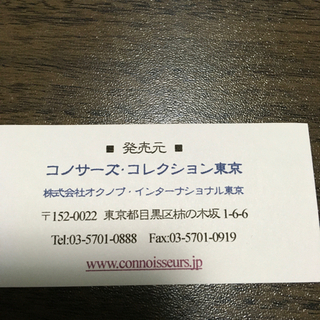 ■ 発売元 ■
コノサーズ・コレクション東京
株式会社オクノブ・インターナショナル東京
〒152-0022 東京都目黒区柿の木坂 1-6-6
Tel:03-5701-0888 Fax:03-5701-0919
www.connoisseurs.jp